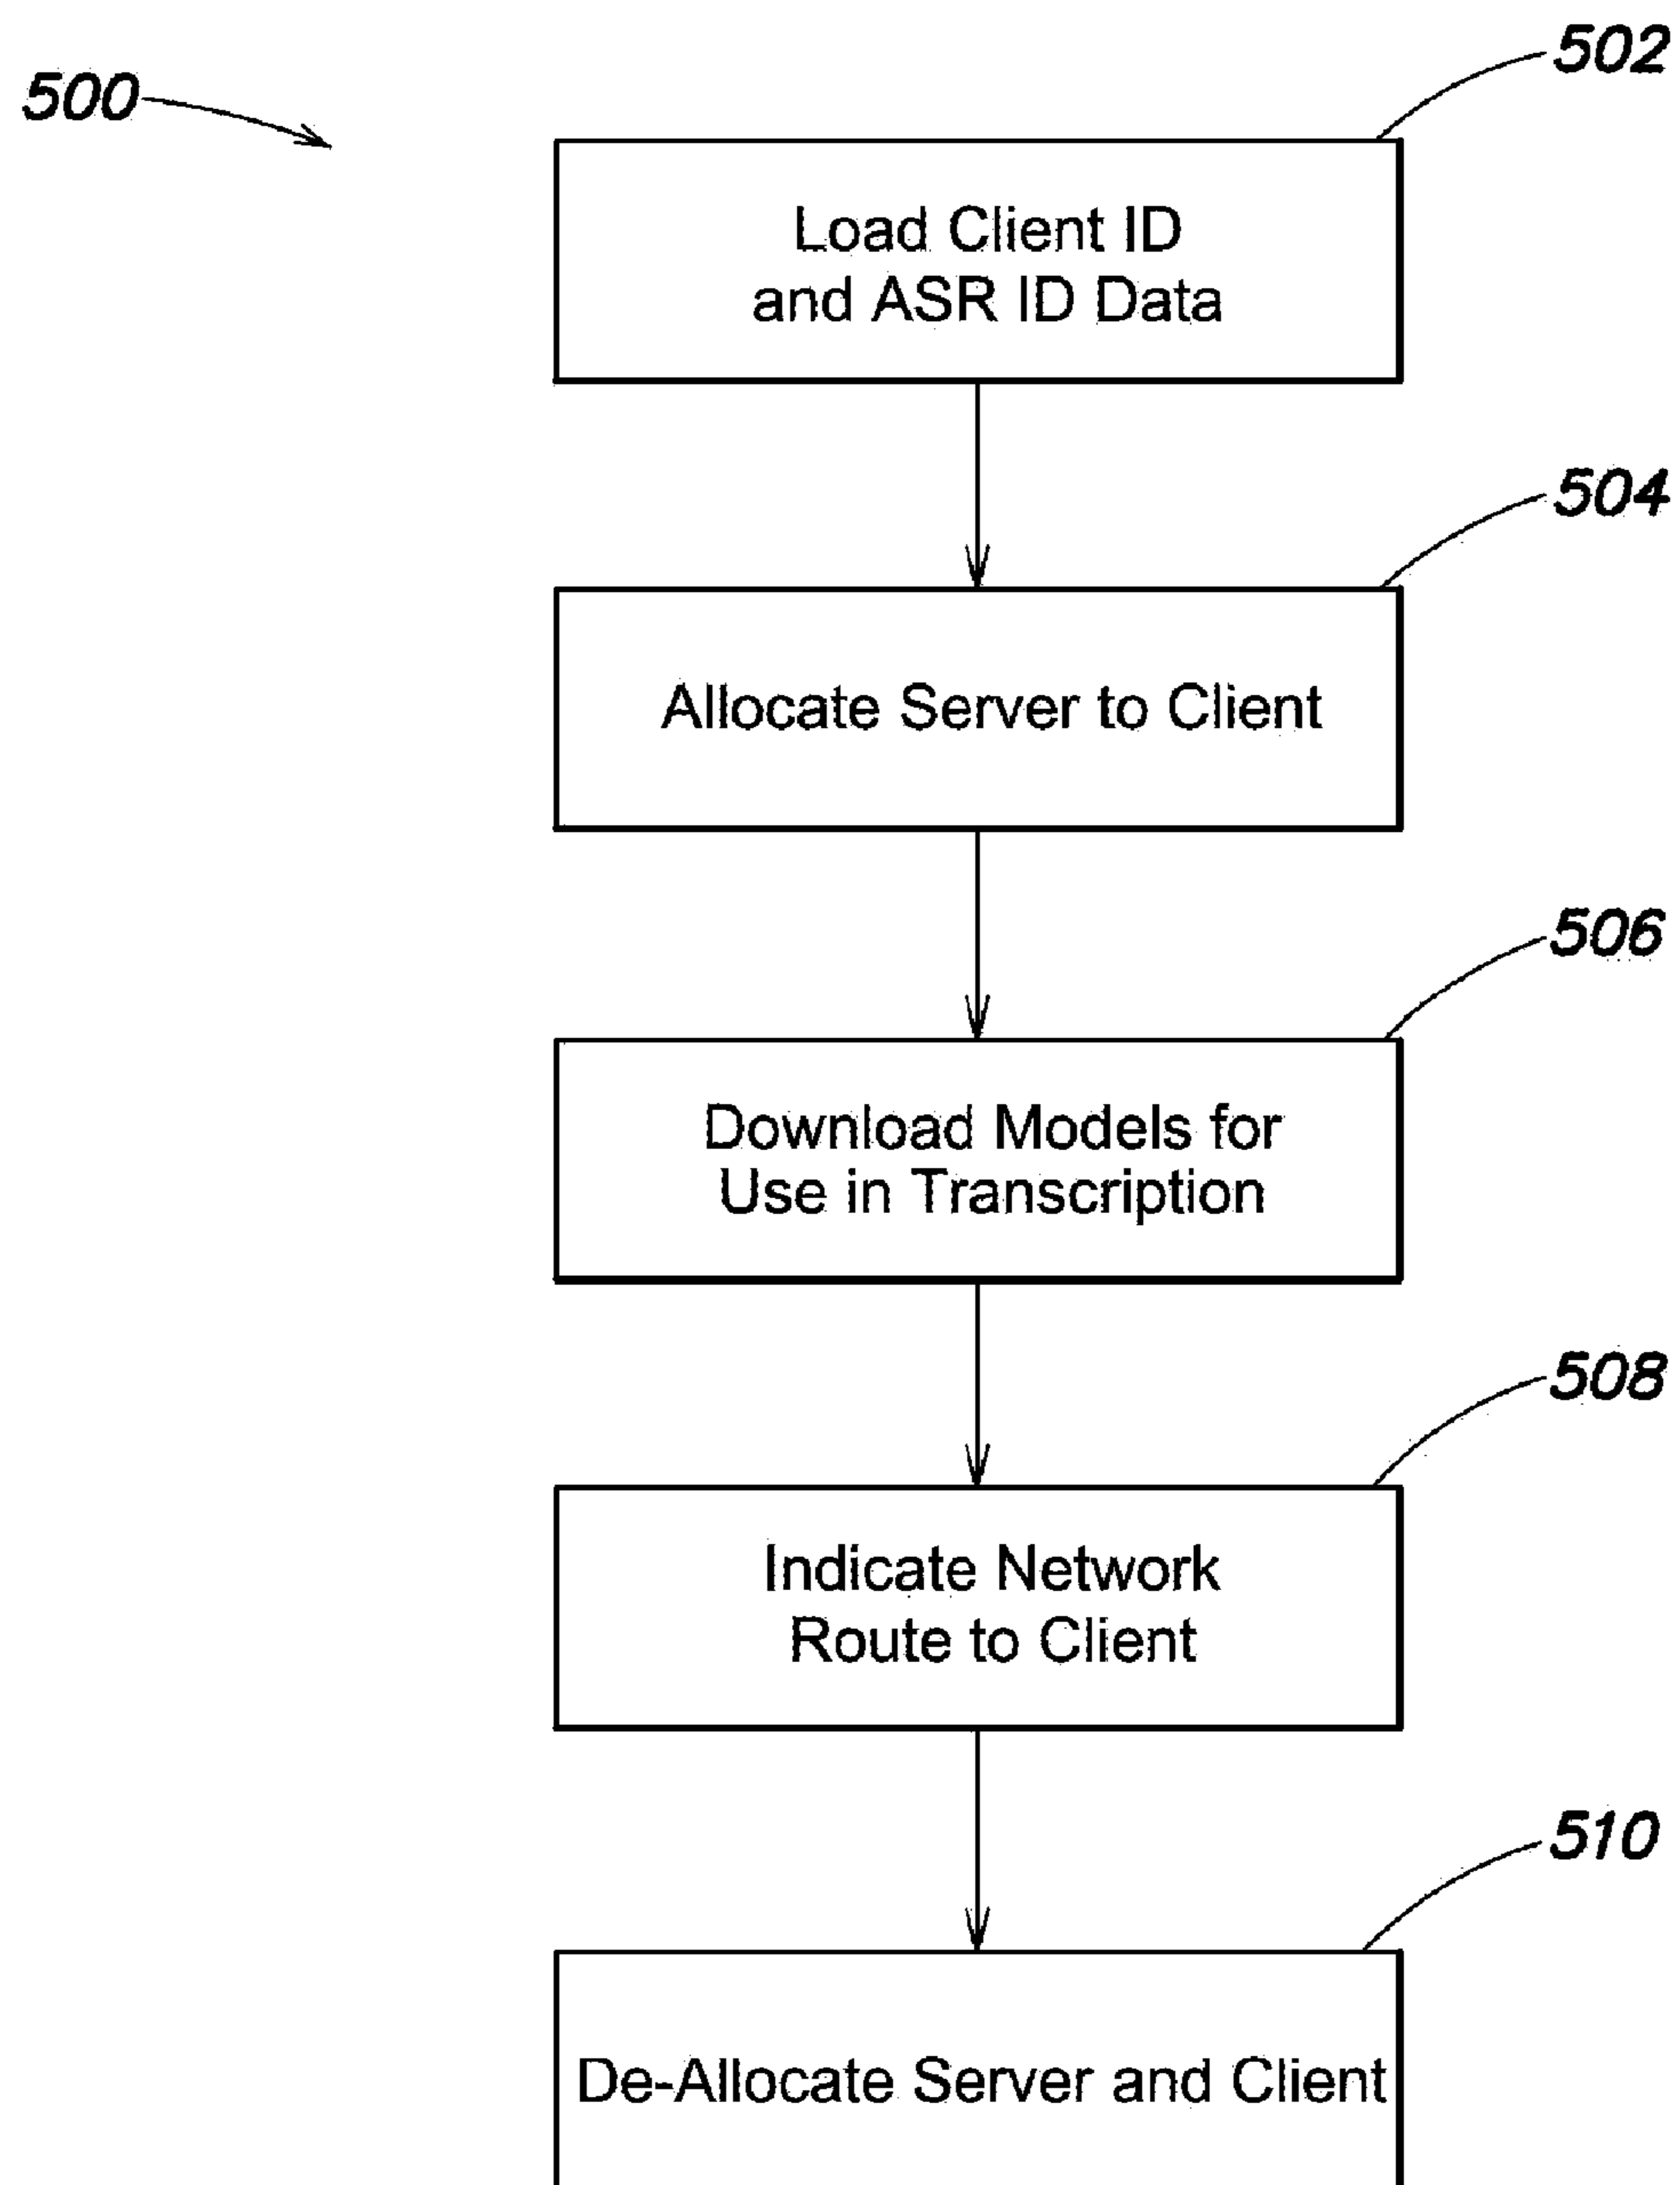 500
502
Load Client ID
and ASR ID Data
504
Allocate Server to Client
506
Download Models for
Use in Transcription
508
Indicate Network
Route to Client
510
De-Allocate Server and Client